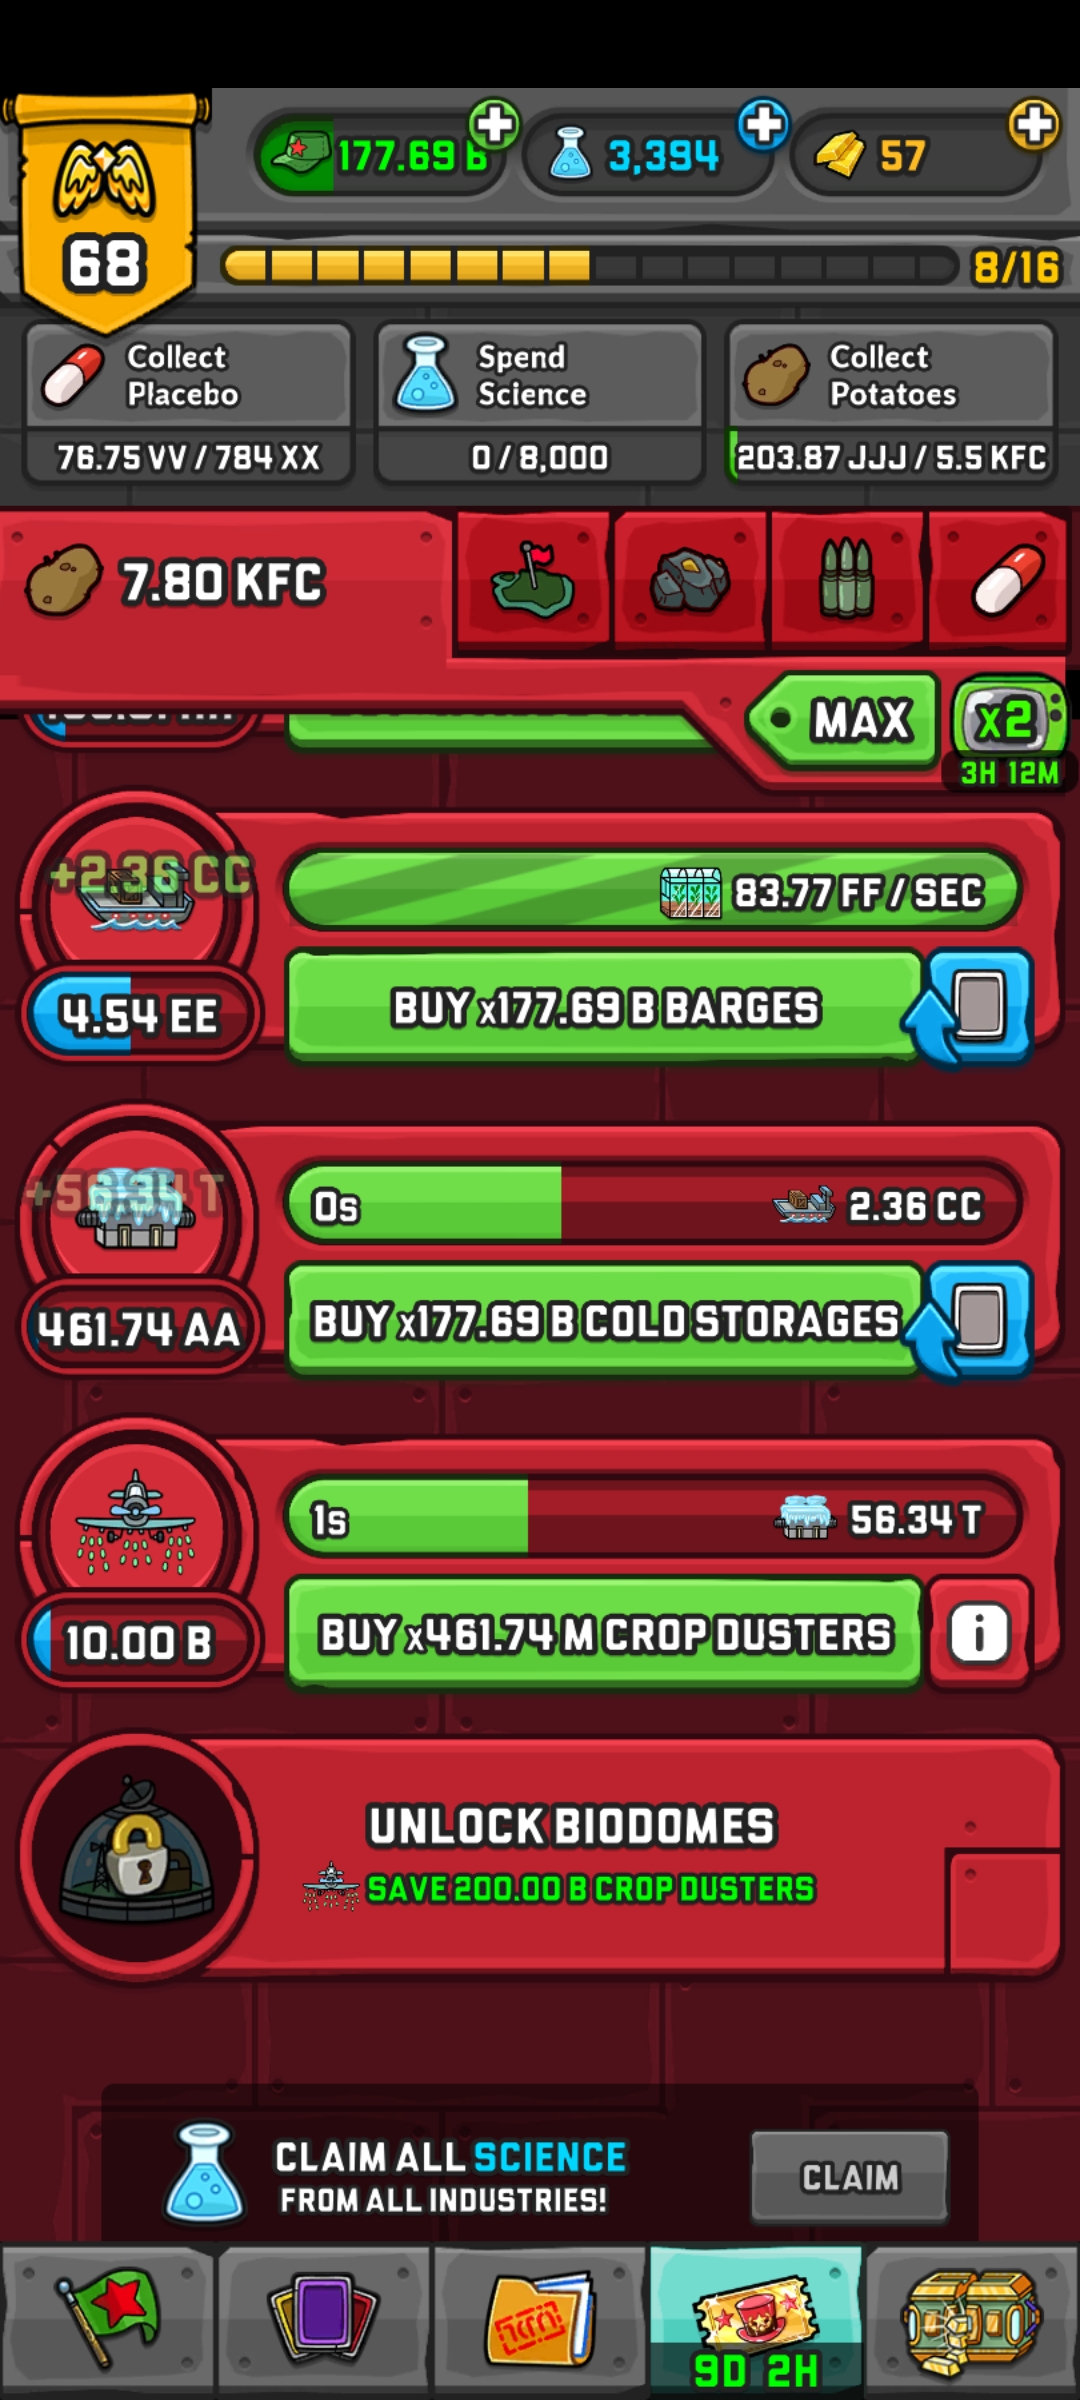 177.69 B
3,394
57
68
8/16
Collect
Placebo
76.75 VV / 784 XX
Spend
Science
0 / 8,000
Collect
Potatoes
203.87 JJJ / 5.5 KFC
7.80 KFC
MAX
x2
3H 12M
+2.36 CC
83.77 FF / SEC
4.54 EE
BUY x177.69 B BARGES
+56.34 T
0s
2.36 CC
461.74 AA
BUY x177.69 B COLD STORAGES
1s
56.34 T
10.00 B
BUY x461.74 M CROP DUSTERS
i
UNLOCK BIODOMES
SAVE 200.00 B CROP DUSTERS
CLAIM ALL SCIENCE
FROM ALL INDUSTRIES!
CLAIM
9D 2H